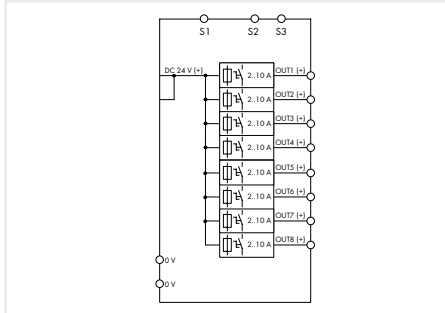 S1 S2 S3
DC 24 V (+) 2..10 A OUT1 (+)
2..10 A OUT2 (+)
2..10 A OUT3 (+)
2..10 A OUT4 (+)
2..10 A OUT5 (+)
2..10 A OUT6 (+)
2..10 A OUT7 (+)
2..10 A OUT8 (+)
0 V
0 V